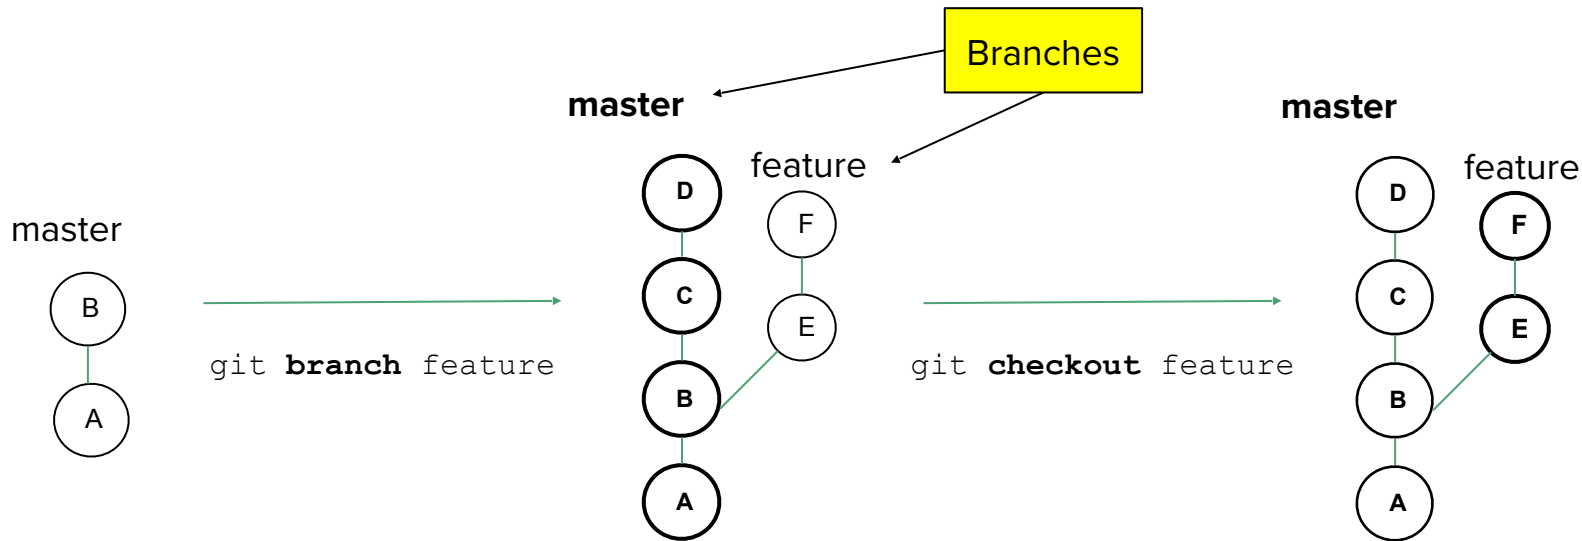 master
B
A
git branch feature
Branches
master
feature
D
F
C
E
B
A
git checkout feature
master
feature
D
F
C
E
B
A